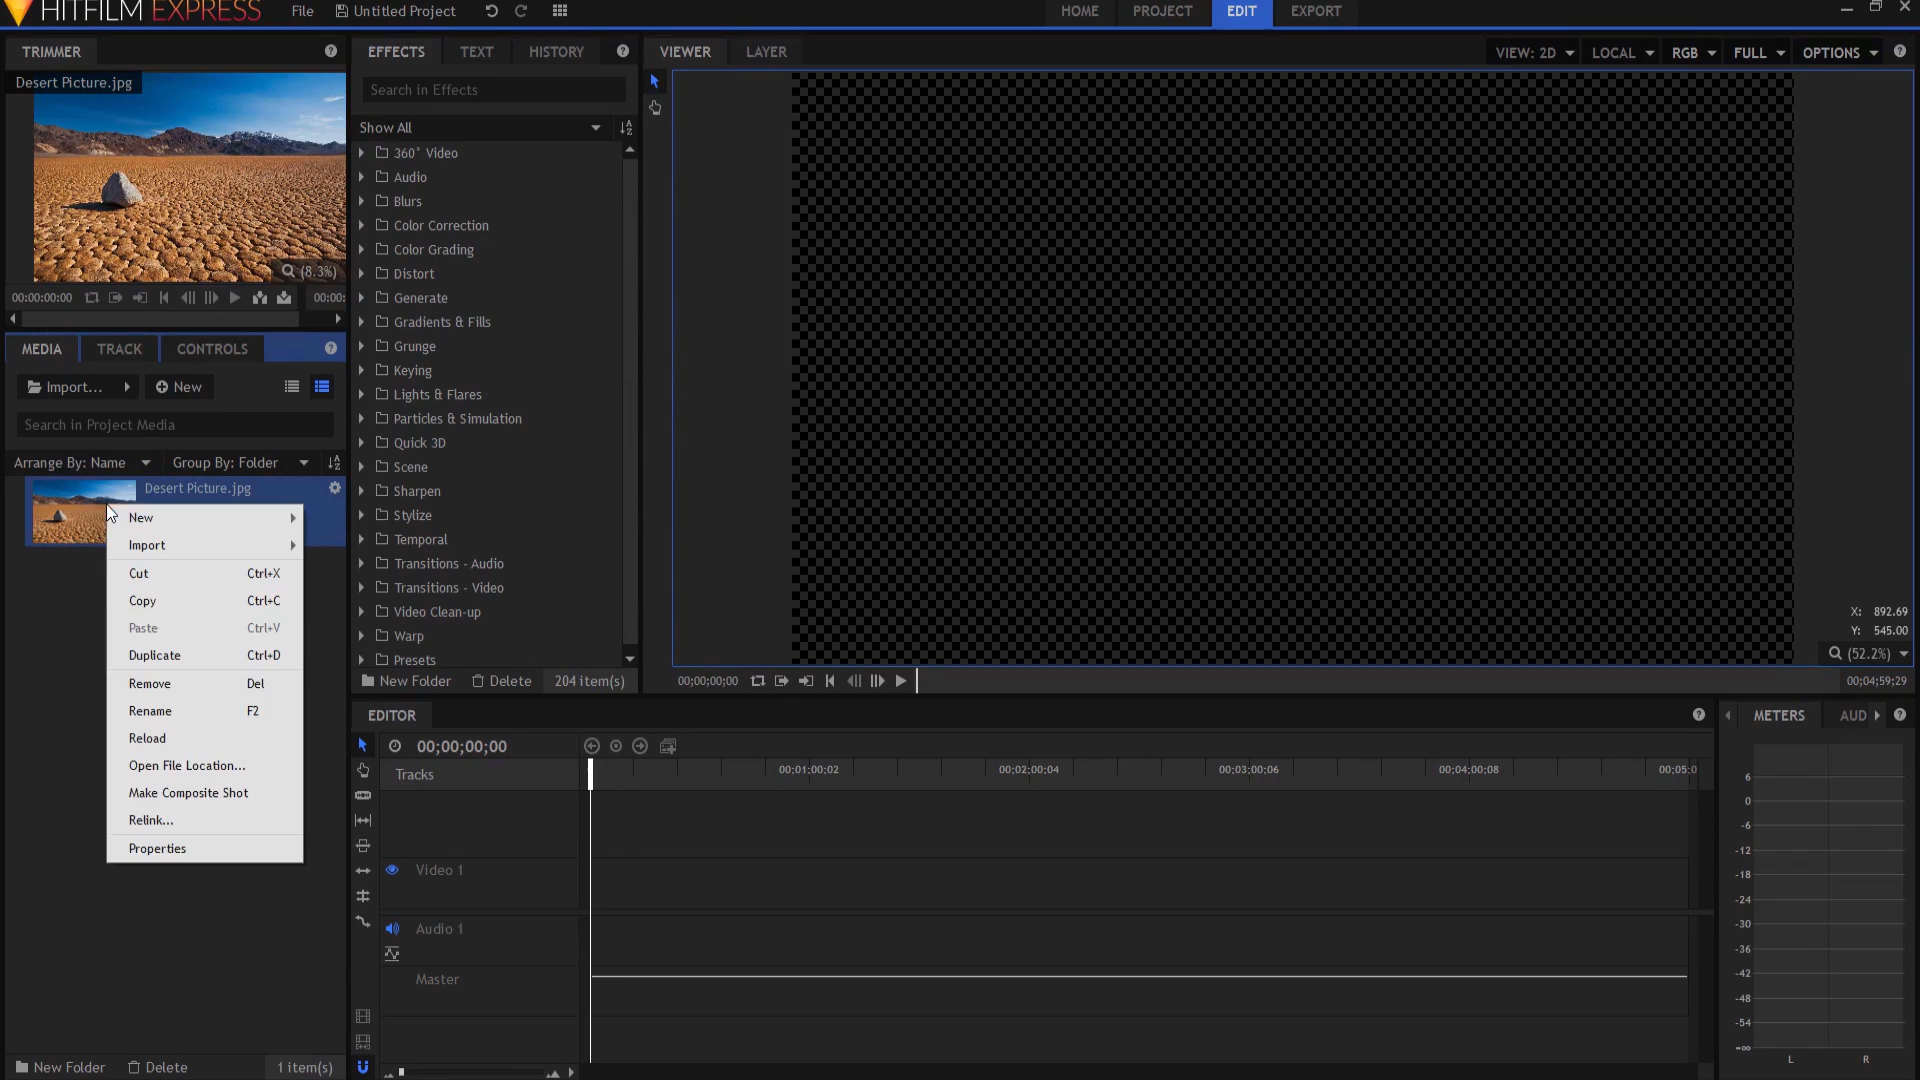 HITFILM EXPRESS
File
Untitled Project
HOME
PROJECT
EDIT
EXPORT
TRIMMER
Desert Picture.jpg
(8.3%)
00:00:00:00
00:00:
MEDIA
TRACK
CONTROLS
Import...
New
Search in Project Media
Arrange By: Name
Group By: Folder
Desert Picture.jpg
New
Import
Cut Ctrl+X
Copy Ctrl+C
Paste Ctrl+V
Duplicate Ctrl+D
Remove Del
Rename F2
Reload
Open File Location...
Make Composite Shot
Relink...
Properties
New Folder
Delete
1 item(s)
EFFECTS
TEXT
HISTORY
Search in Effects
Show All
360° Video
Audio
Blurs
Color Correction
Color Grading
Distort
Generate
Gradients & Fills
Grunge
Keying
Lights & Flares
Particles & Simulation
Quick 3D
Scene
Sharpen
Stylize
Temporal
Transitions - Audio
Transitions - Video
Video Clean-up
Warp
Presets
New Folder
Delete
204 item(s)
VIEWER
LAYER
VIEW: 2D
LOCAL
RGB
FULL
OPTIONS
X: 892.69
Y: 545.00
(52.2%)
00;00;00;00
00;04;59;29
EDITOR
00;00;00;00
Tracks
00;01;00;02
00;02;00;04
00;03;00;06
00;04;00;08
00;05;0
Video 1
Audio 1
Master
METERS
AUD
6
0
-6
-12
-18
-24
-30
-36
-42
-48
-54
-∞
L
R